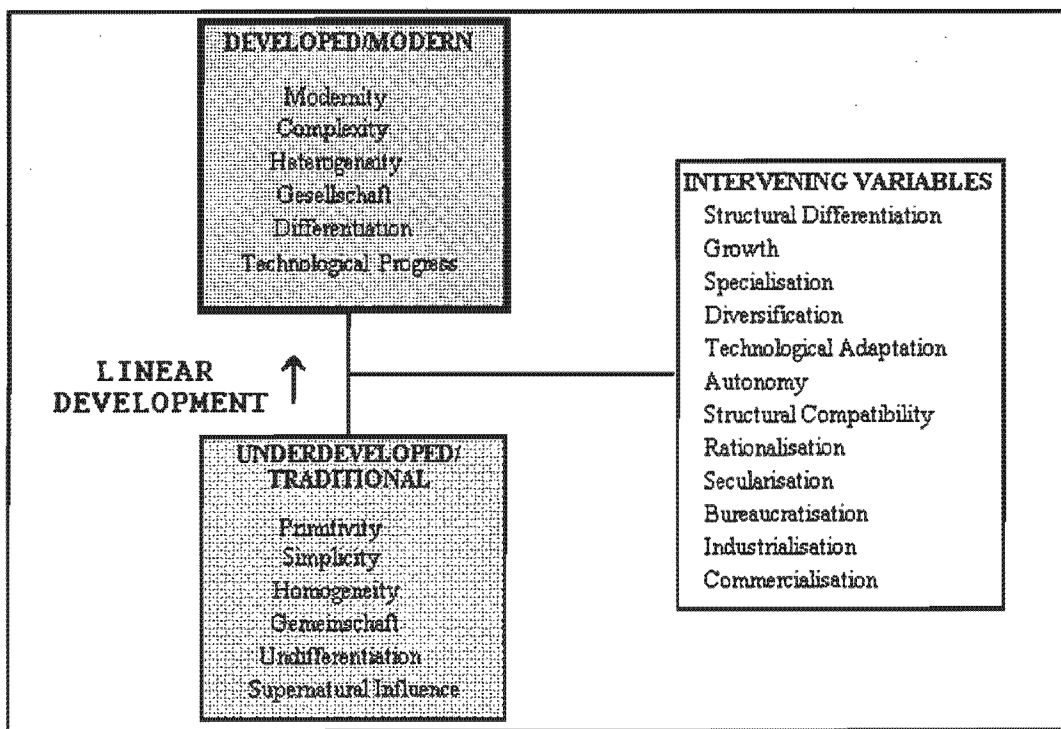 DEVELOPED/MODERN
Modernity
Complexity
Heterogeneity
Gesellschaft
Differentiation
Technological Progress
LINEAR
DEVELOPMENT
UNDERDEVELOPED/
TRADITIONAL
Primitivity
Simplicity
Homogeneity
Gemeinschaft
Undifferentiation
Supernatural Influence
INTERVENING VARIABLES
Structural Differentiation
Growth
Specialisation
Diversification
Technological Adaptation
Autonomy
Structural Compatibility
Rationalisation
Secularisation
Bureaucratisation
Industrialisation
Commercialisation